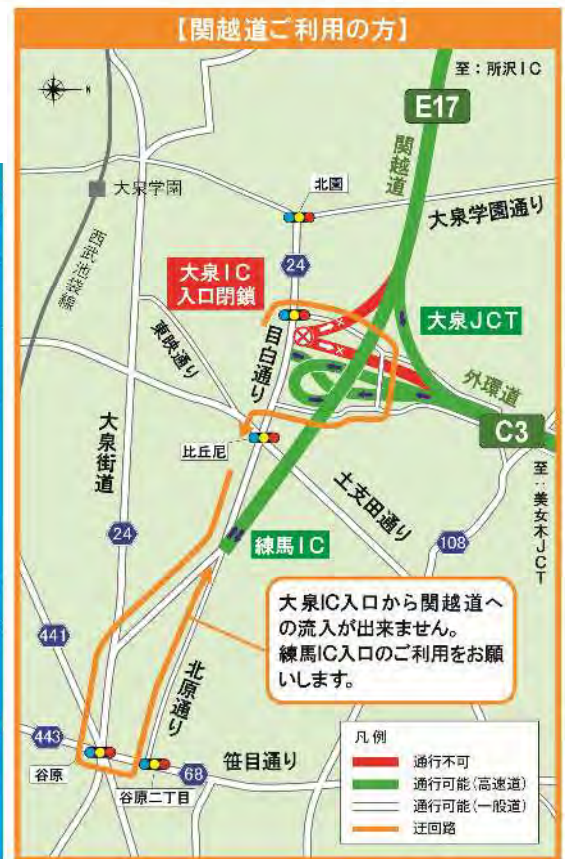 【関越道ご利用の方】
至：所沢IC
N
E17
関越道
大泉学園
北園
大泉学園通り
西武池袋線
24
大泉IC
入口閉鎖
大泉JCT
東映通り
目白通り
外環道
C3
大泉街道
比丘尼
土支田通り
至：美女木JCT
24
練馬IC
108
大泉IC入口から関越道へ
の流入が出来ません。
練馬IC入口のご利用をお願
いします。
441
北原通り
443
谷原
谷原二丁目
68
笹目通り
凡例
通行不可
通行可能(高速道)
通行可能(一般道)
迂回路